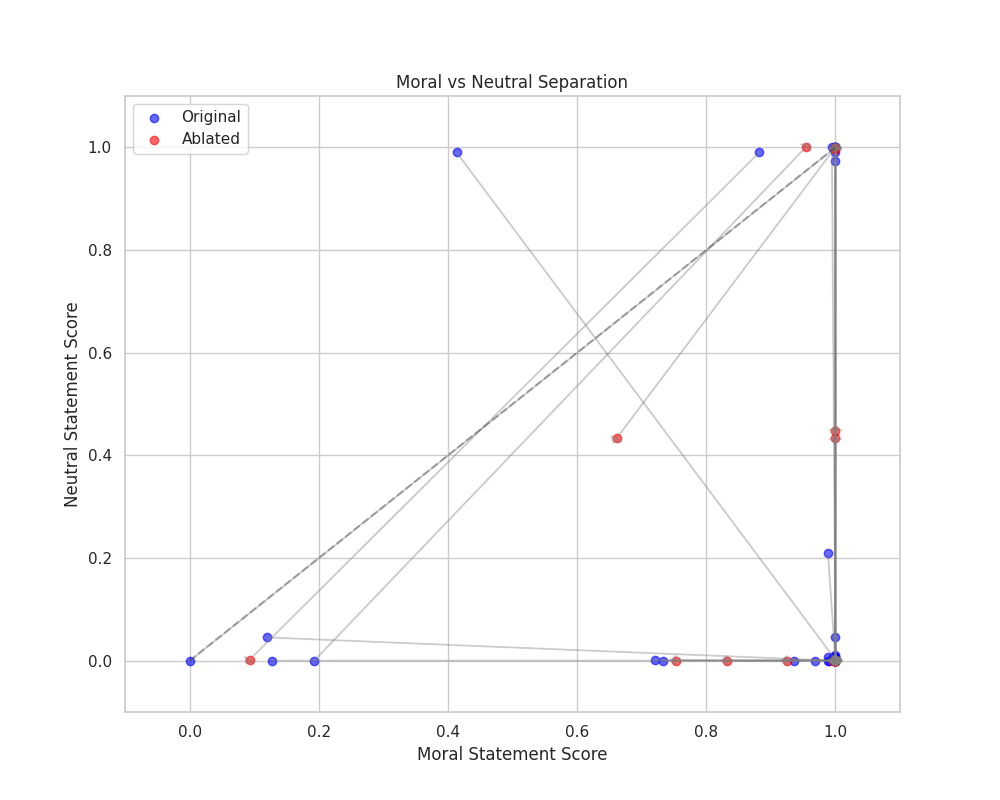 Moral vs Neutral Separation
Original
Ablated
1.0
0.8
0.6
0.4
0.2
0.0
Neutral Statement Score
0.0 0.2 0.4 0.6 0.8 1.0
Moral Statement Score